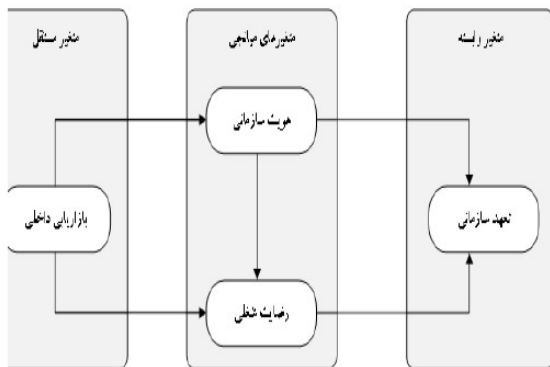 متغیر مستقل
متغیرهای میانجی
متغیر وابسته
هویت سازمانی
بازاریابی داخلی
تعهد سازمانی
رضایت شغلی